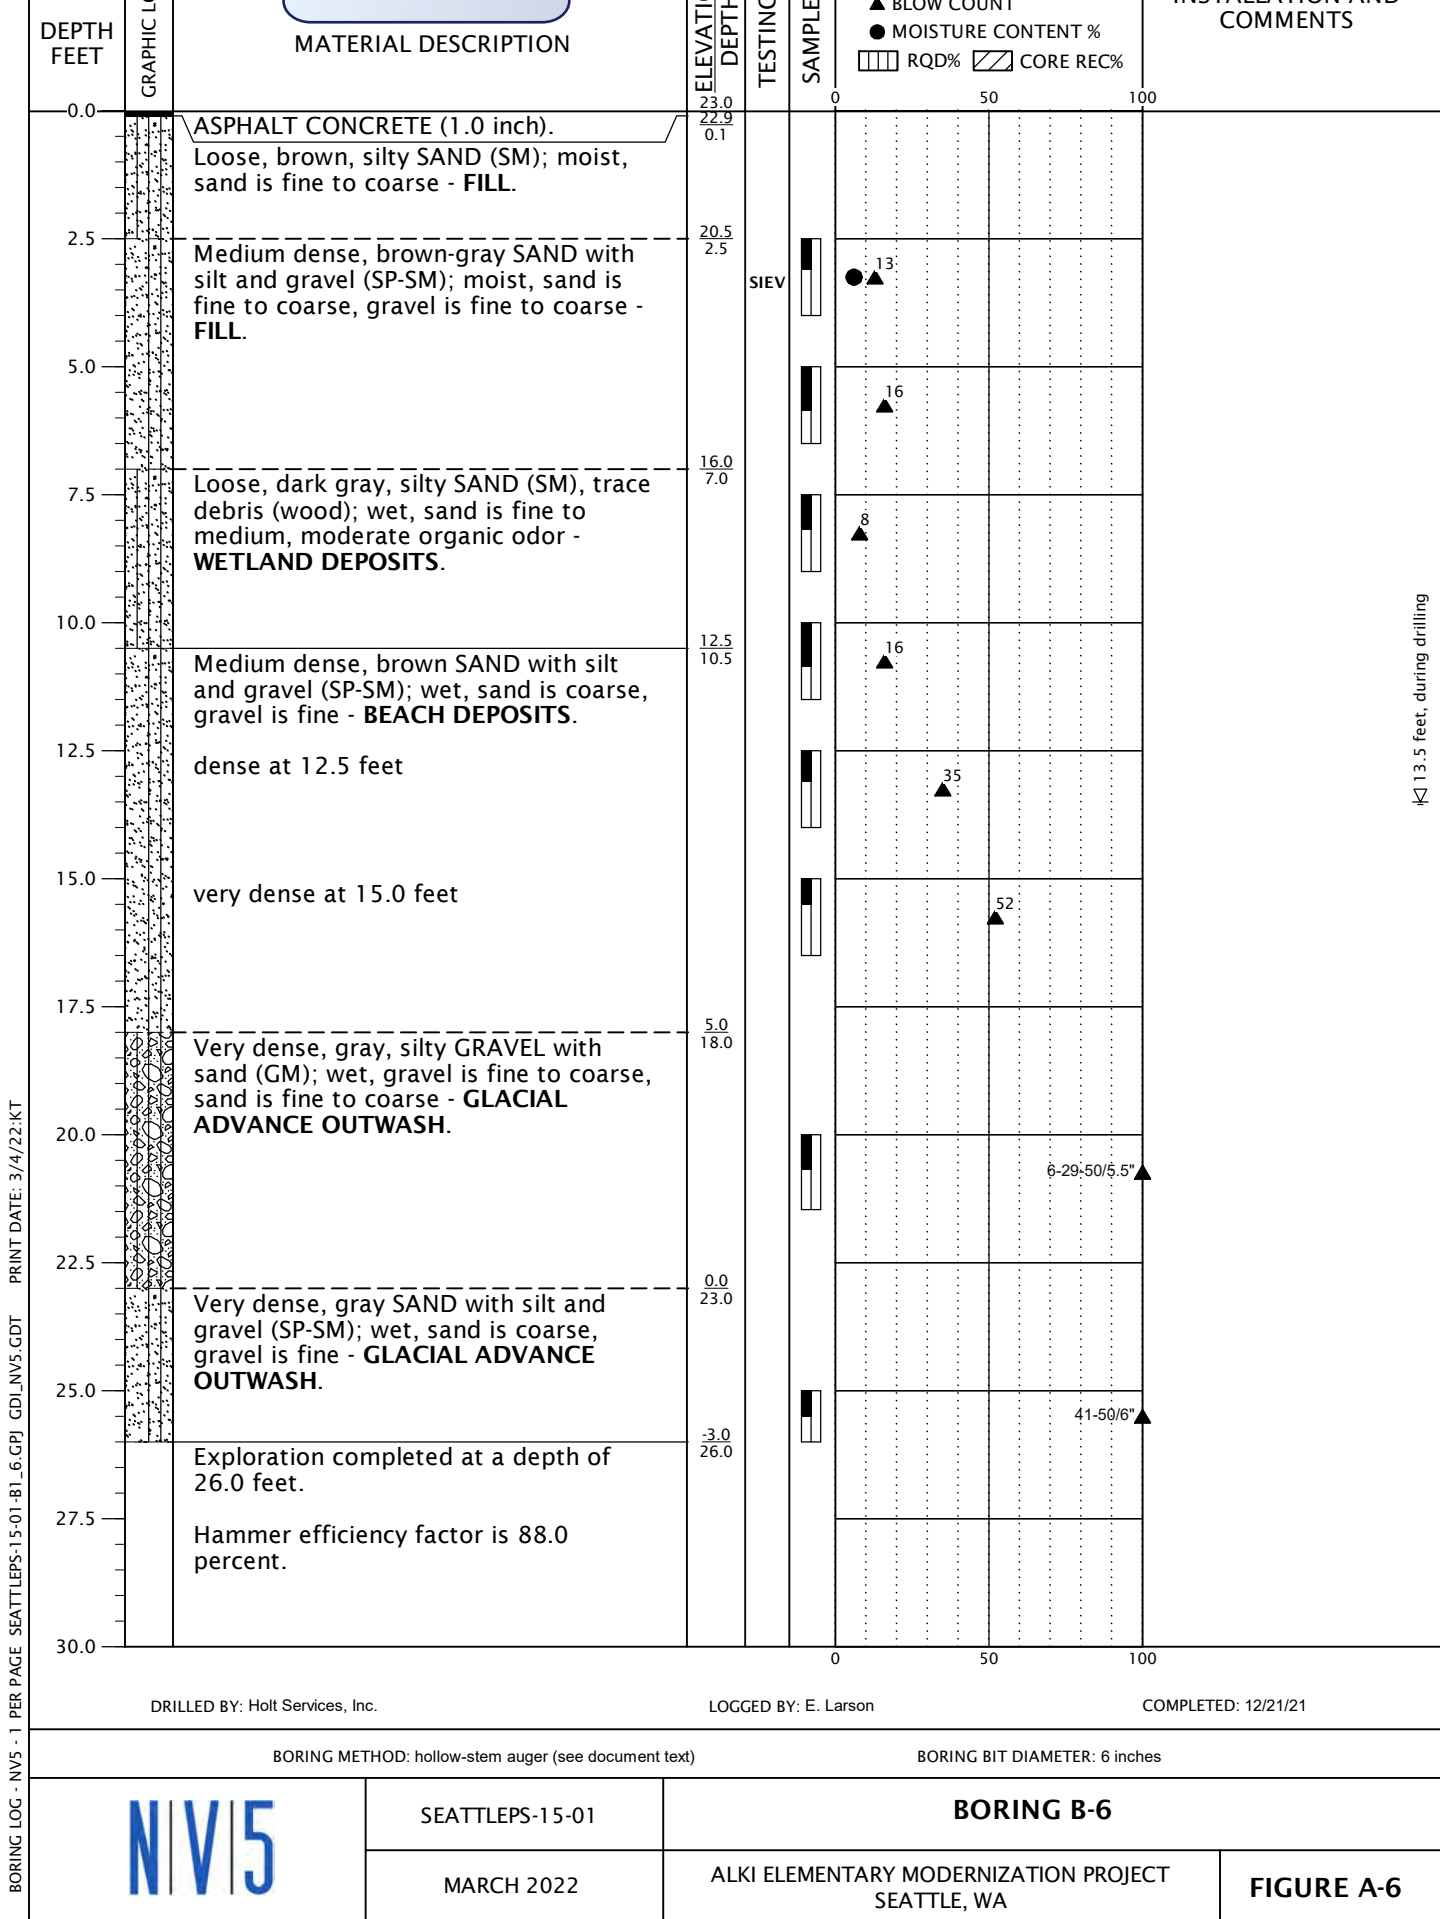 DEPTH
FEET
MATERIAL DESCRIPTION
TESTING
SAMPLE
▲ BLOW COUNT
● MOISTURE CONTENT %
RQD% CORE REC%
INSTALLATION AND
COMMENTS
0 50 100
0.0
2.5
5.0
7.5
10.0
12.5
15.0
17.5
20.0
22.5
25.0
27.5
30.0
ASPHALT CONCRETE (1.0 inch).
Loose, brown, silty SAND (SM); moist,
sand is fine to coarse - FILL.
Medium dense, brown-gray SAND with
silt and gravel (SP-SM); moist, sand is
fine to coarse, gravel is fine to coarse -
FILL.
Loose, dark gray, silty SAND (SM), trace
debris (wood); wet, sand is fine to
medium, moderate organic odor -
WETLAND DEPOSITS.
Medium dense, brown SAND with silt
and gravel (SP-SM); wet, sand is coarse,
gravel is fine - BEACH DEPOSITS.
dense at 12.5 feet
very dense at 15.0 feet
Very dense, gray, silty GRAVEL with
sand (GM); wet, gravel is fine to coarse,
sand is fine to coarse - GLACIAL
ADVANCE OUTWASH.
Very dense, gray SAND with silt and
gravel (SP-SM); wet, sand is coarse,
gravel is fine - GLACIAL ADVANCE
OUTWASH.
Exploration completed at a depth of
26.0 feet.
Hammer efficiency factor is 88.0
percent.
DEPTH
23.0
22.9
0.1
20.5
2.5
16.0
7.0
12.5
10.5
5.0
18.0
0.0
23.0
-3.0
26.0
SIEV
13
16
8
16
35
52
6-29-50/5.5"
41-50/6"
13.5 feet, during drilling
0 50 100
DRILLED BY: Holt Services, Inc. LOGGED BY: E. Larson COMPLETED: 12/21/21
BORING METHOD: hollow-stem auger (see document text) BORING BIT DIAMETER: 6 inches
N|V|5
SEATTLEPS-15-01
MARCH 2022
BORING B-6
ALKI ELEMENTARY MODERNIZATION PROJECT
SEATTLE, WA
FIGURE A-6
BORING LOG - NV5 - 1 PER PAGE SEATTLEPS-15-01-B1_6.GPJ GDI_NV5.GDT PRINT DATE: 3/4/22:KT